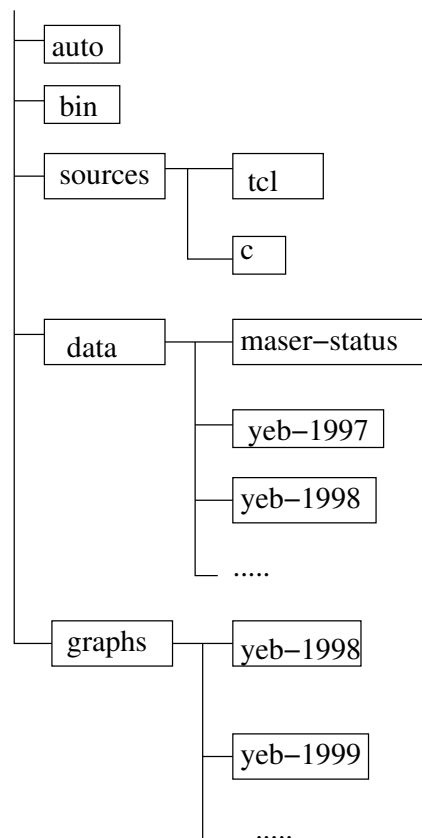 auto
bin
sources
tcl
c
data
maser−status
yeb−1997
yeb−1998
.....
graphs
yeb−1998
yeb−1999
.....